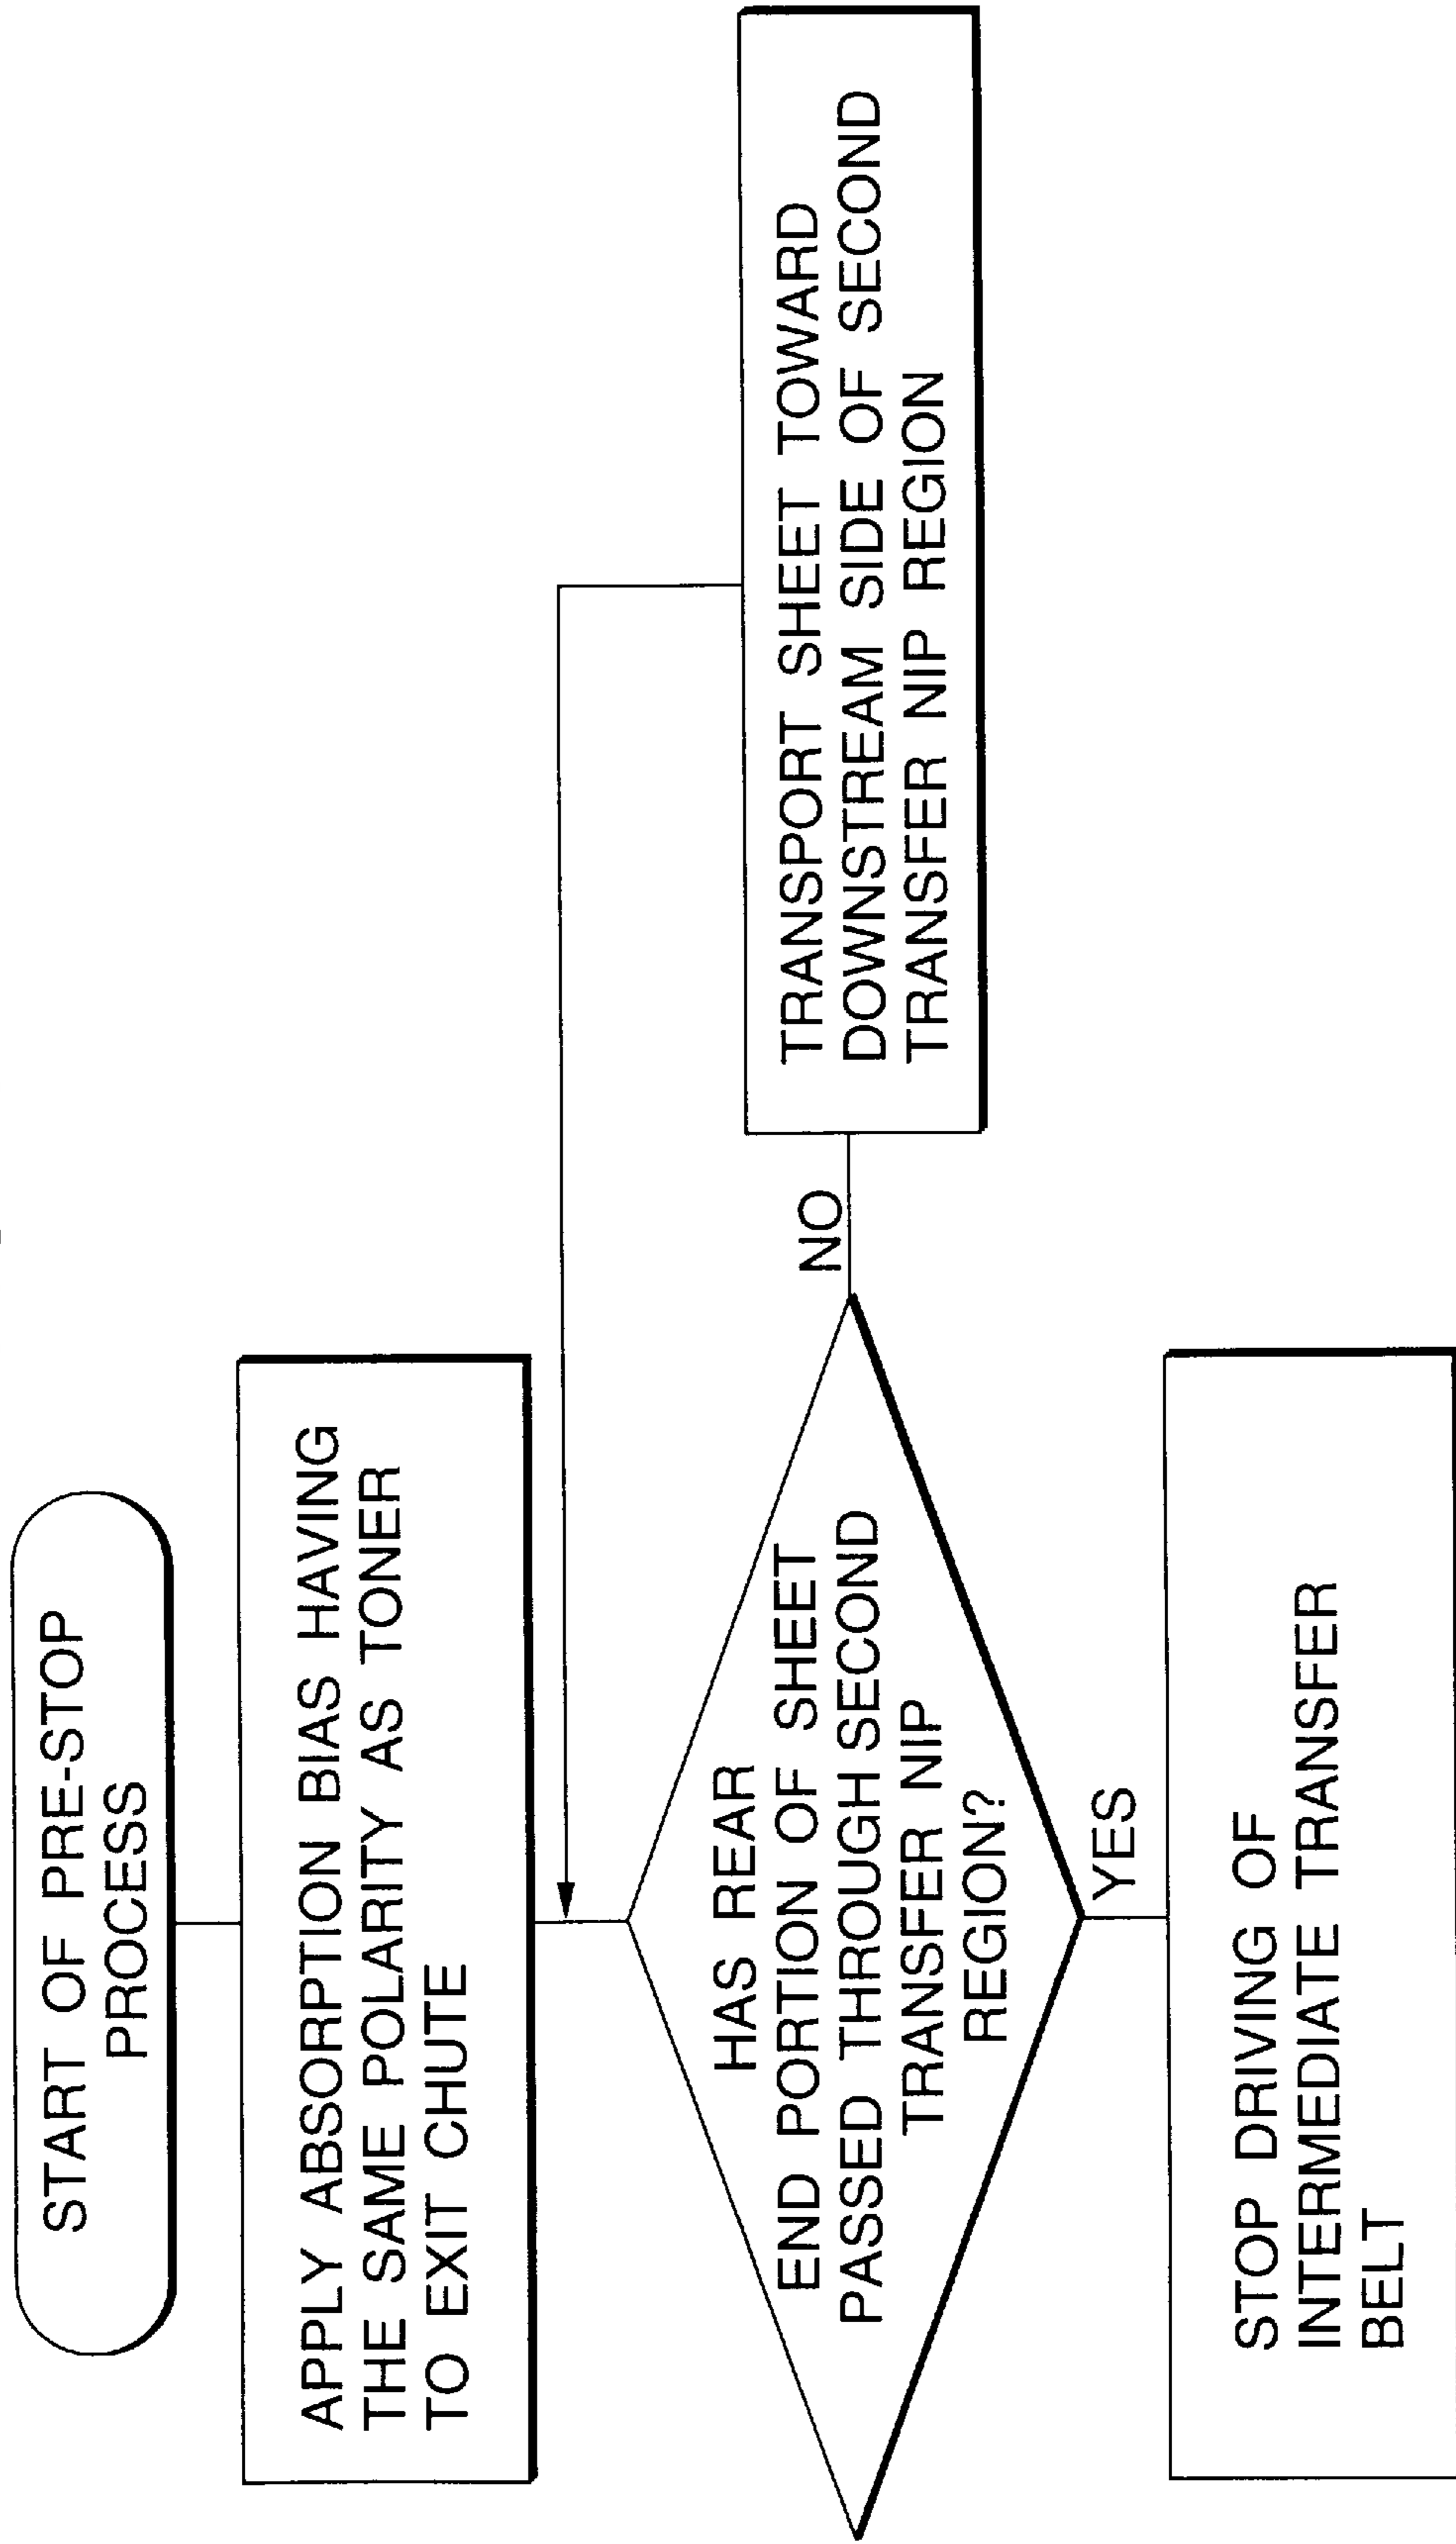 START OF PRE-STOP
PROCESS
APPLY ABSORPTION BIAS HAVING
THE SAME POLARITY AS TONER
TO EXIT CHUTE
HAS REAR
END PORTION OF SHEET
PASSED THROUGH SECOND
TRANSFER NIP
REGION?
NO
TRANSPORT SHEET TOWARD
DOWNSTREAM SIDE OF SECOND
TRANSFER NIP REGION
YES
STOP DRIVING OF
INTERMEDIATE TRANSFER
BELT